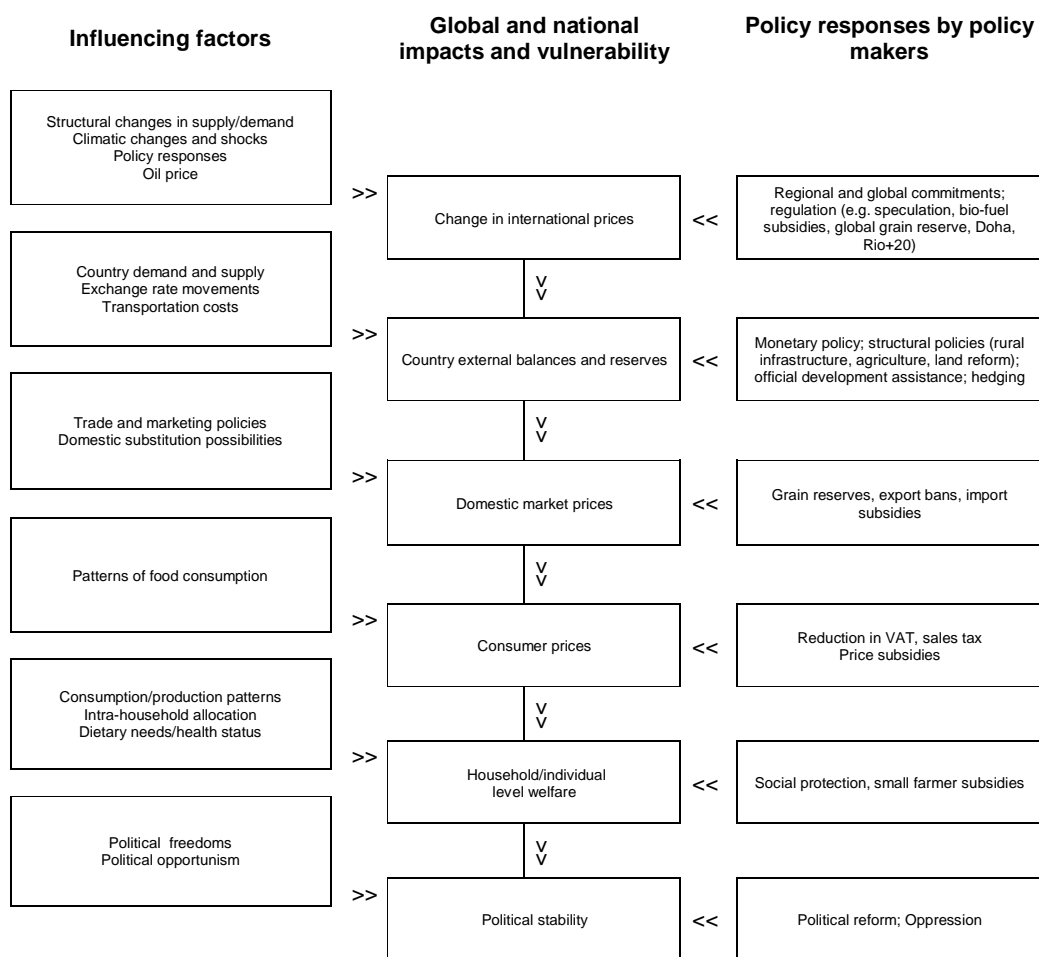 Influencing factors
Global and national
impacts and vulnerability
Policy responses by policy
makers
Structural changes in supply/demand
Climatic changes and shocks
Policy responses
Oil price
>>
Change in international prices
<<
Regional and global commitments;
regulation (e.g. speculation, bio-fuel
subsidies, global grain reserve, Doha,
Rio+20)
>>
Country demand and supply
Exchange rate movements
Transportation costs
>>
Country external balances and reserves
<<
Monetary policy; structural policies (rural
infrastructure, agriculture, land reform);
official development assistance; hedging
>>
Trade and marketing policies
Domestic substitution possibilities
>>
Domestic market prices
<<
Grain reserves, export bans, import
subsidies
>>
Patterns of food consumption
>>
Consumer prices
<<
Reduction in VAT, sales tax
Price subsidies
>>
Consumption/production patterns
Intra-household allocation
Dietary needs/health status
>>
Household/individual
level welfare
<<
Social protection, small farmer subsidies
>>
Political freedoms
Political opportunism
>>
Political stability
<<
Political reform; Oppression